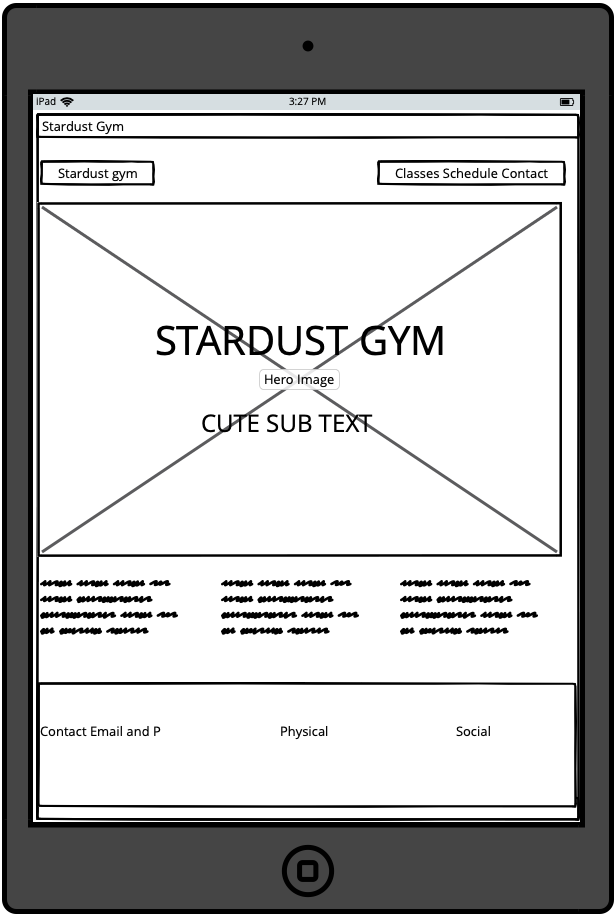 iPad 3:27 PM
Stardust Gym
Stardust gym Classes Schedule Contact
STARDUST GYM
Hero Image
CUTE SUB TEXT
Contact Email and P Physical Social